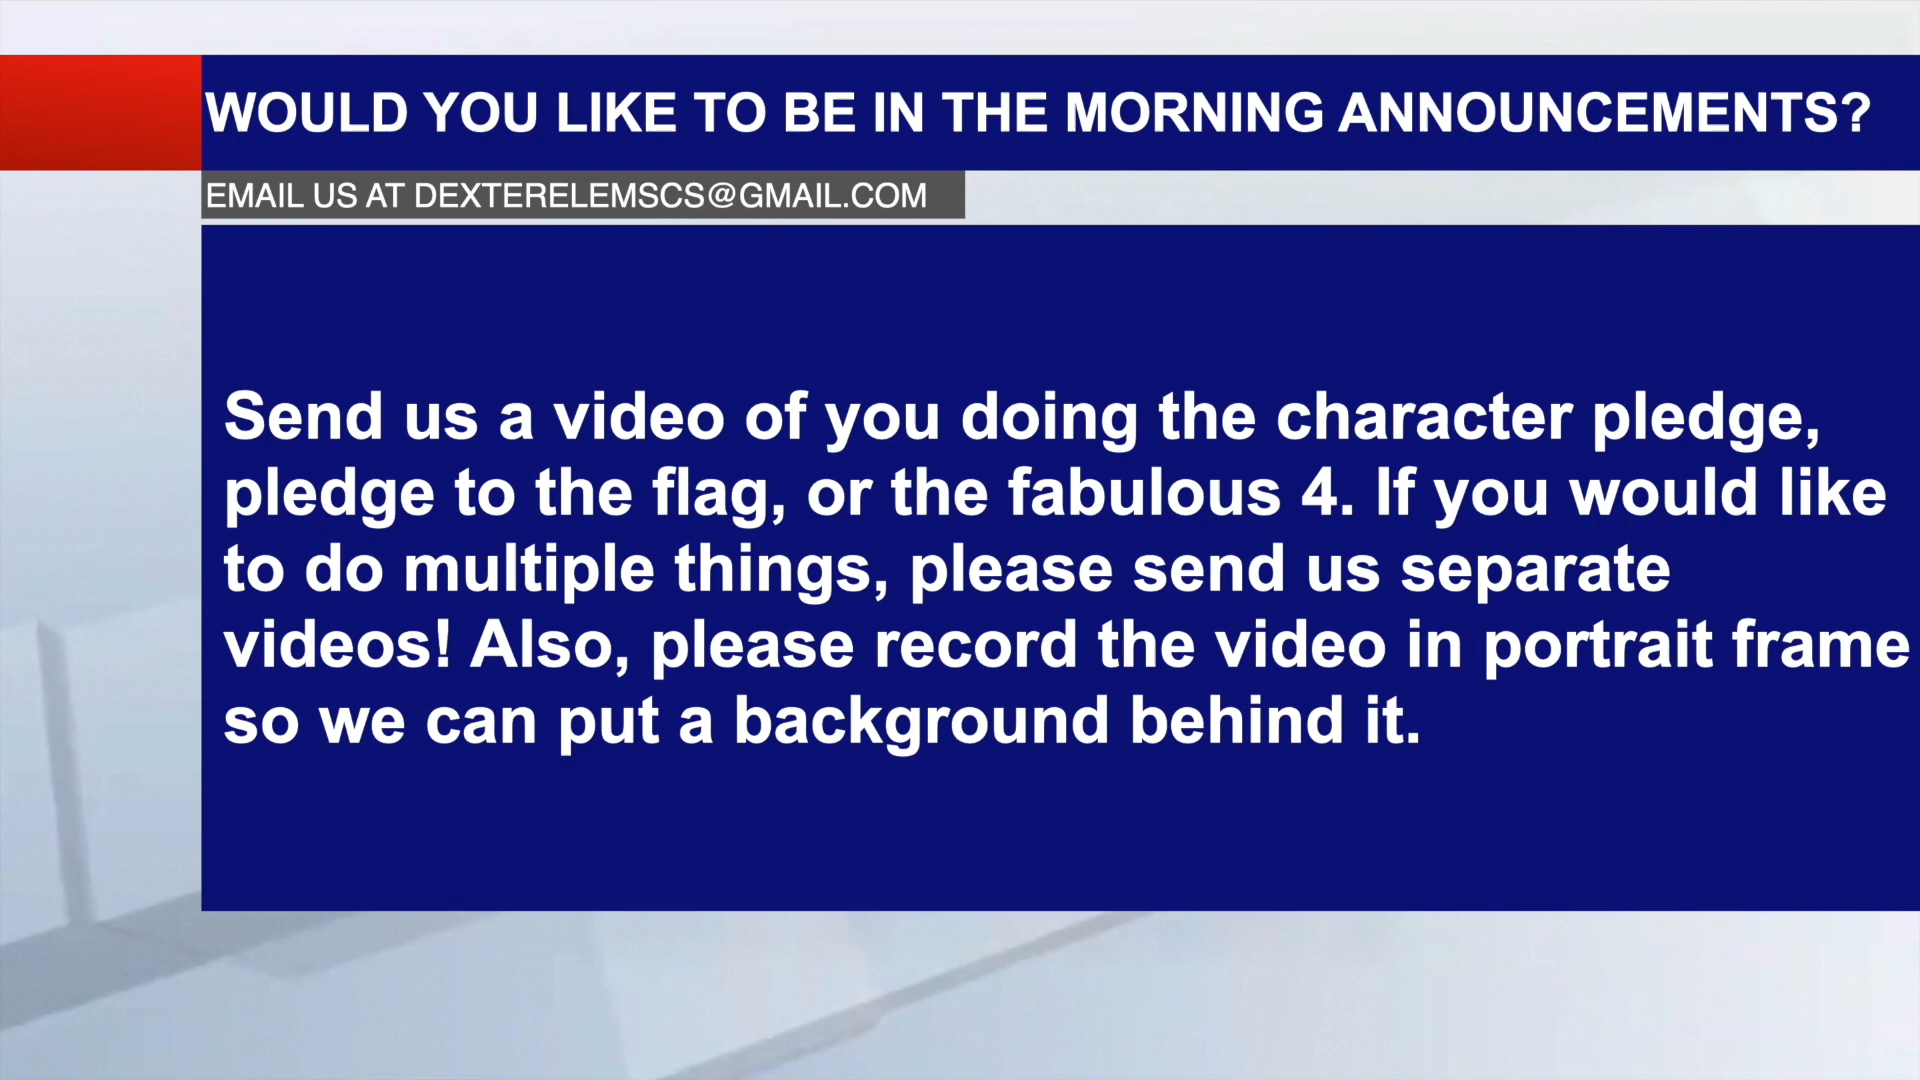 WOULD YOU LIKE TO BE IN THE MORNING ANNOUNCEMENTS?
EMAIL US AT DEXTERELEMSCS@GMAIL.COM
Send us a video of you doing the character pledge,
pledge to the flag, or the fabulous 4. If you would like
to do multiple things, please send us separate
videos! Also, please record the video in portrait frame
so we can put a background behind it.